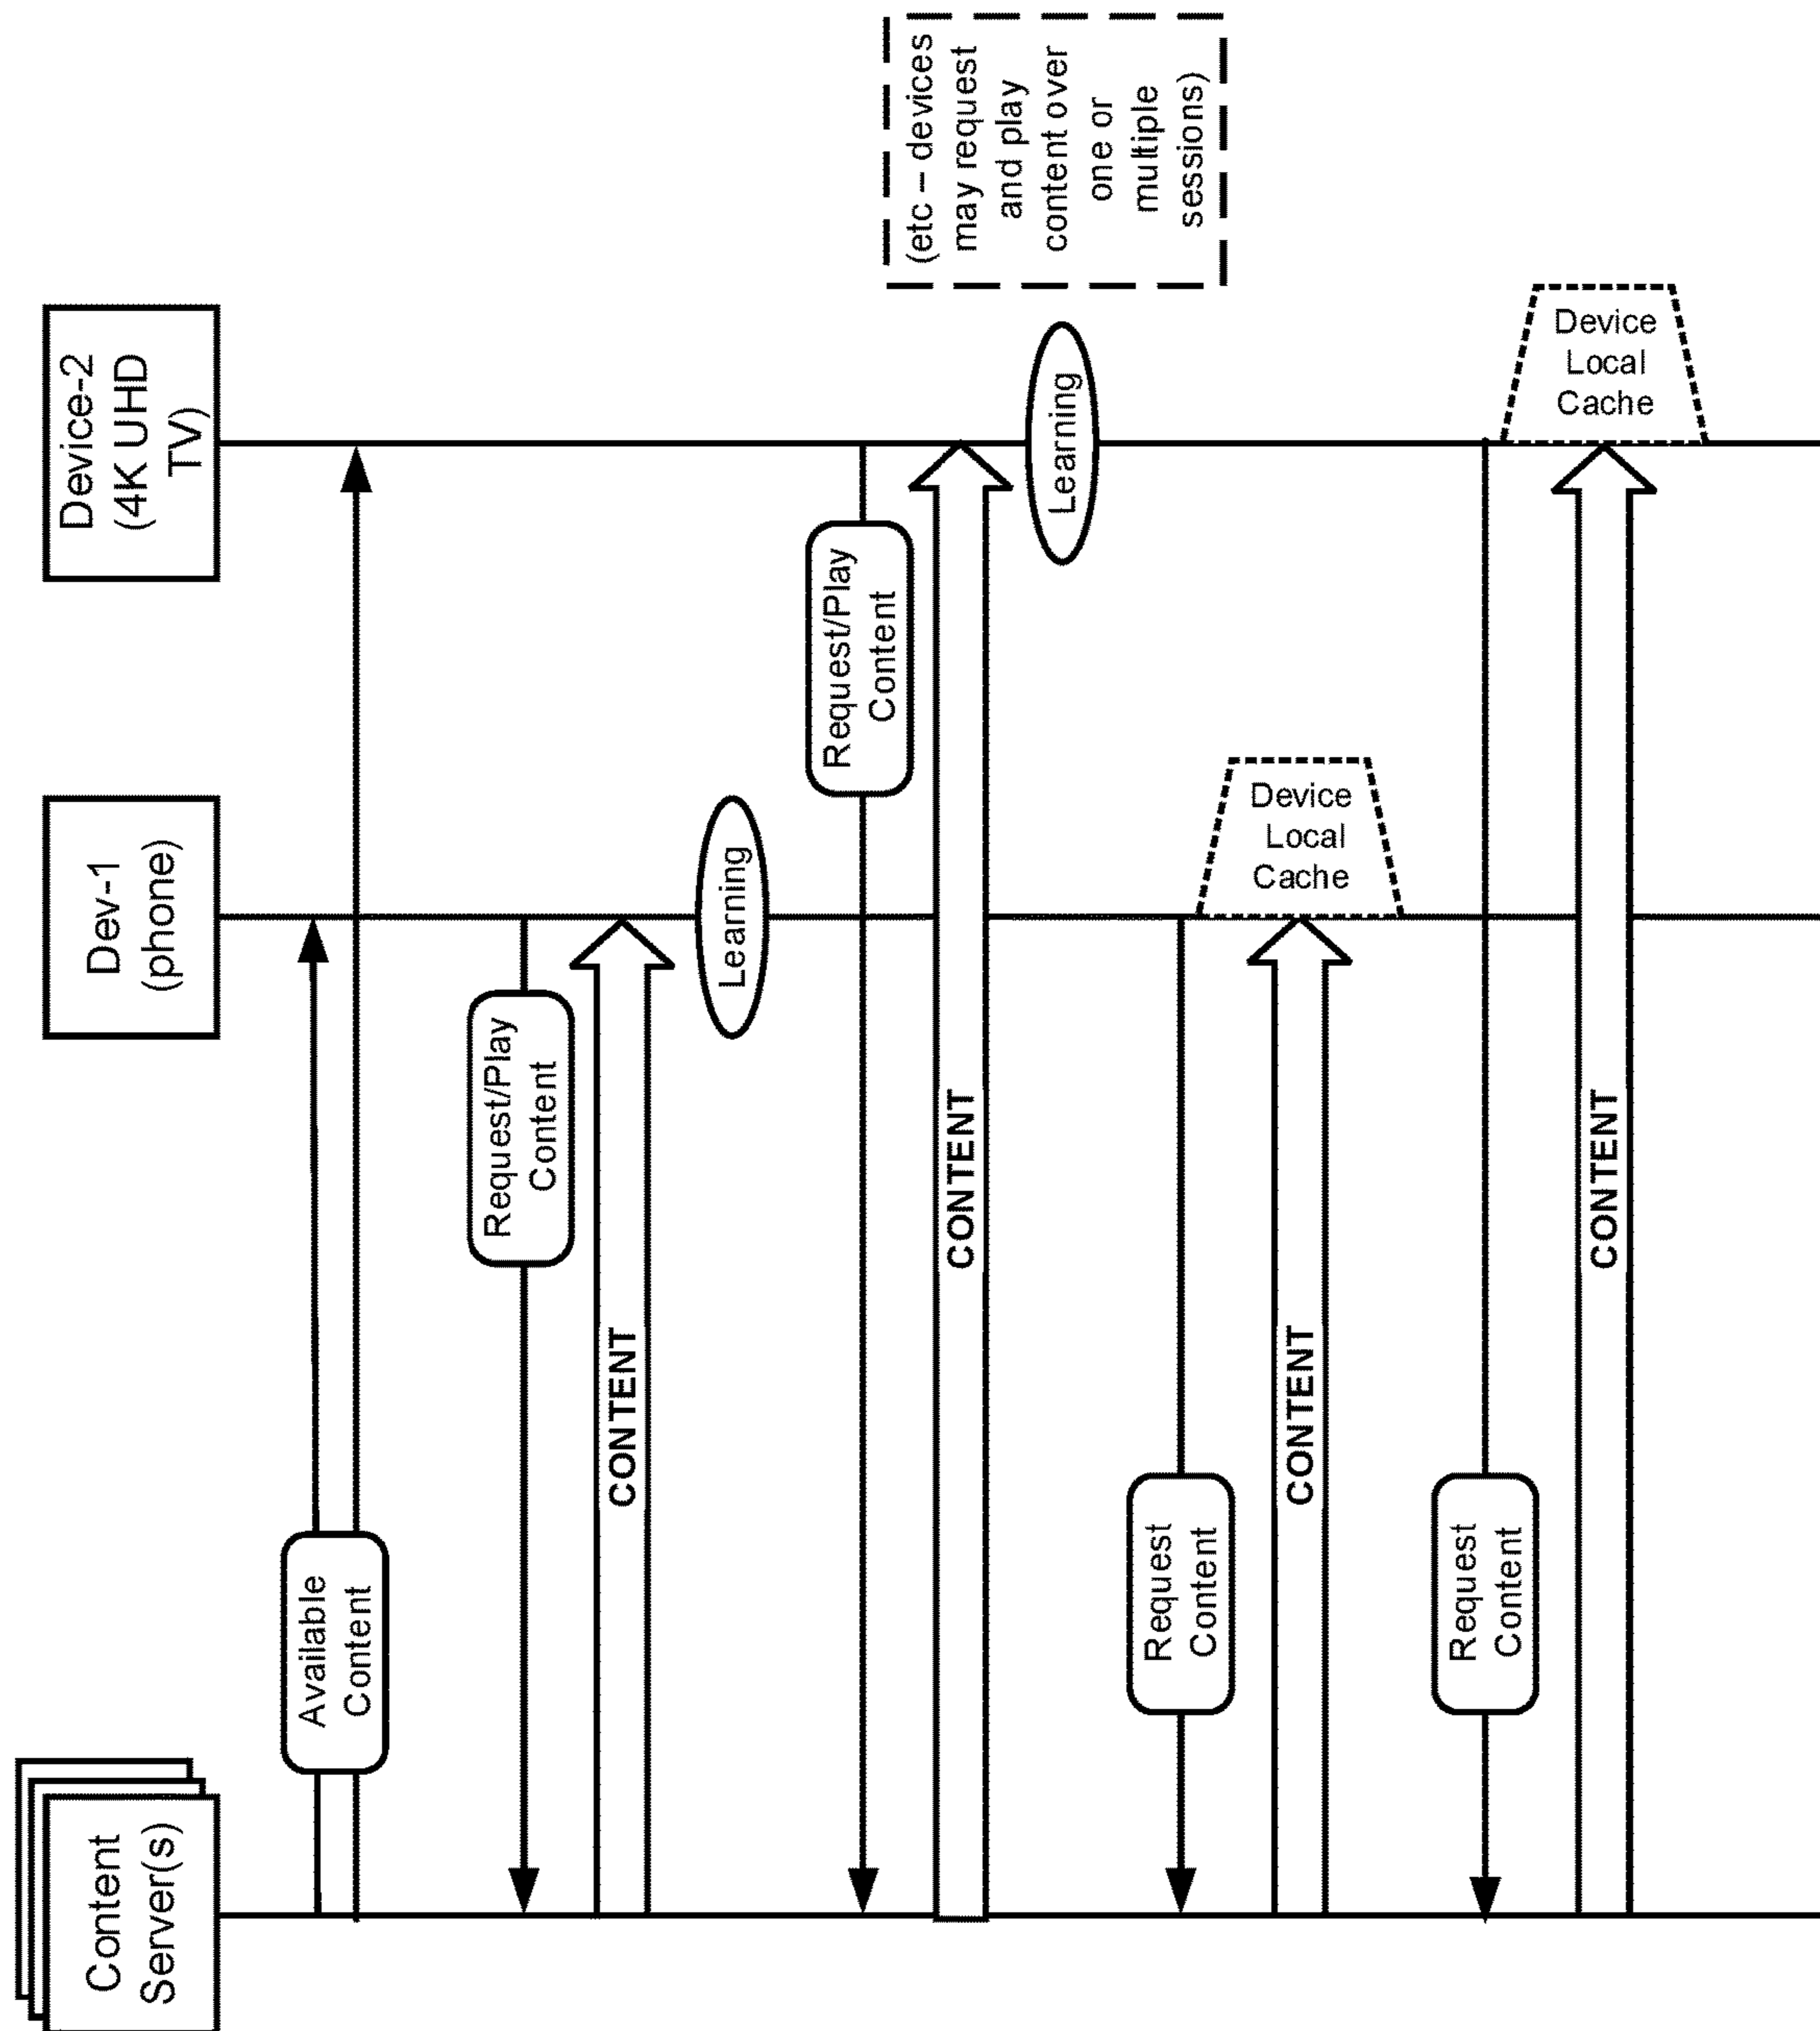 Content
Server(s)
Dev-1
(phone)
Device-2
(4K UHD
TV)
Available
Content
Request/Play
Content
CONTENT
Learning
Request/Play
Content
CONTENT
Learning
(etc – devices
may request
and play
content over
one or
multiple
sessions)
Request
Content
CONTENT
Device
Local
Cache
Request
Content
CONTENT
Device
Local
Cache